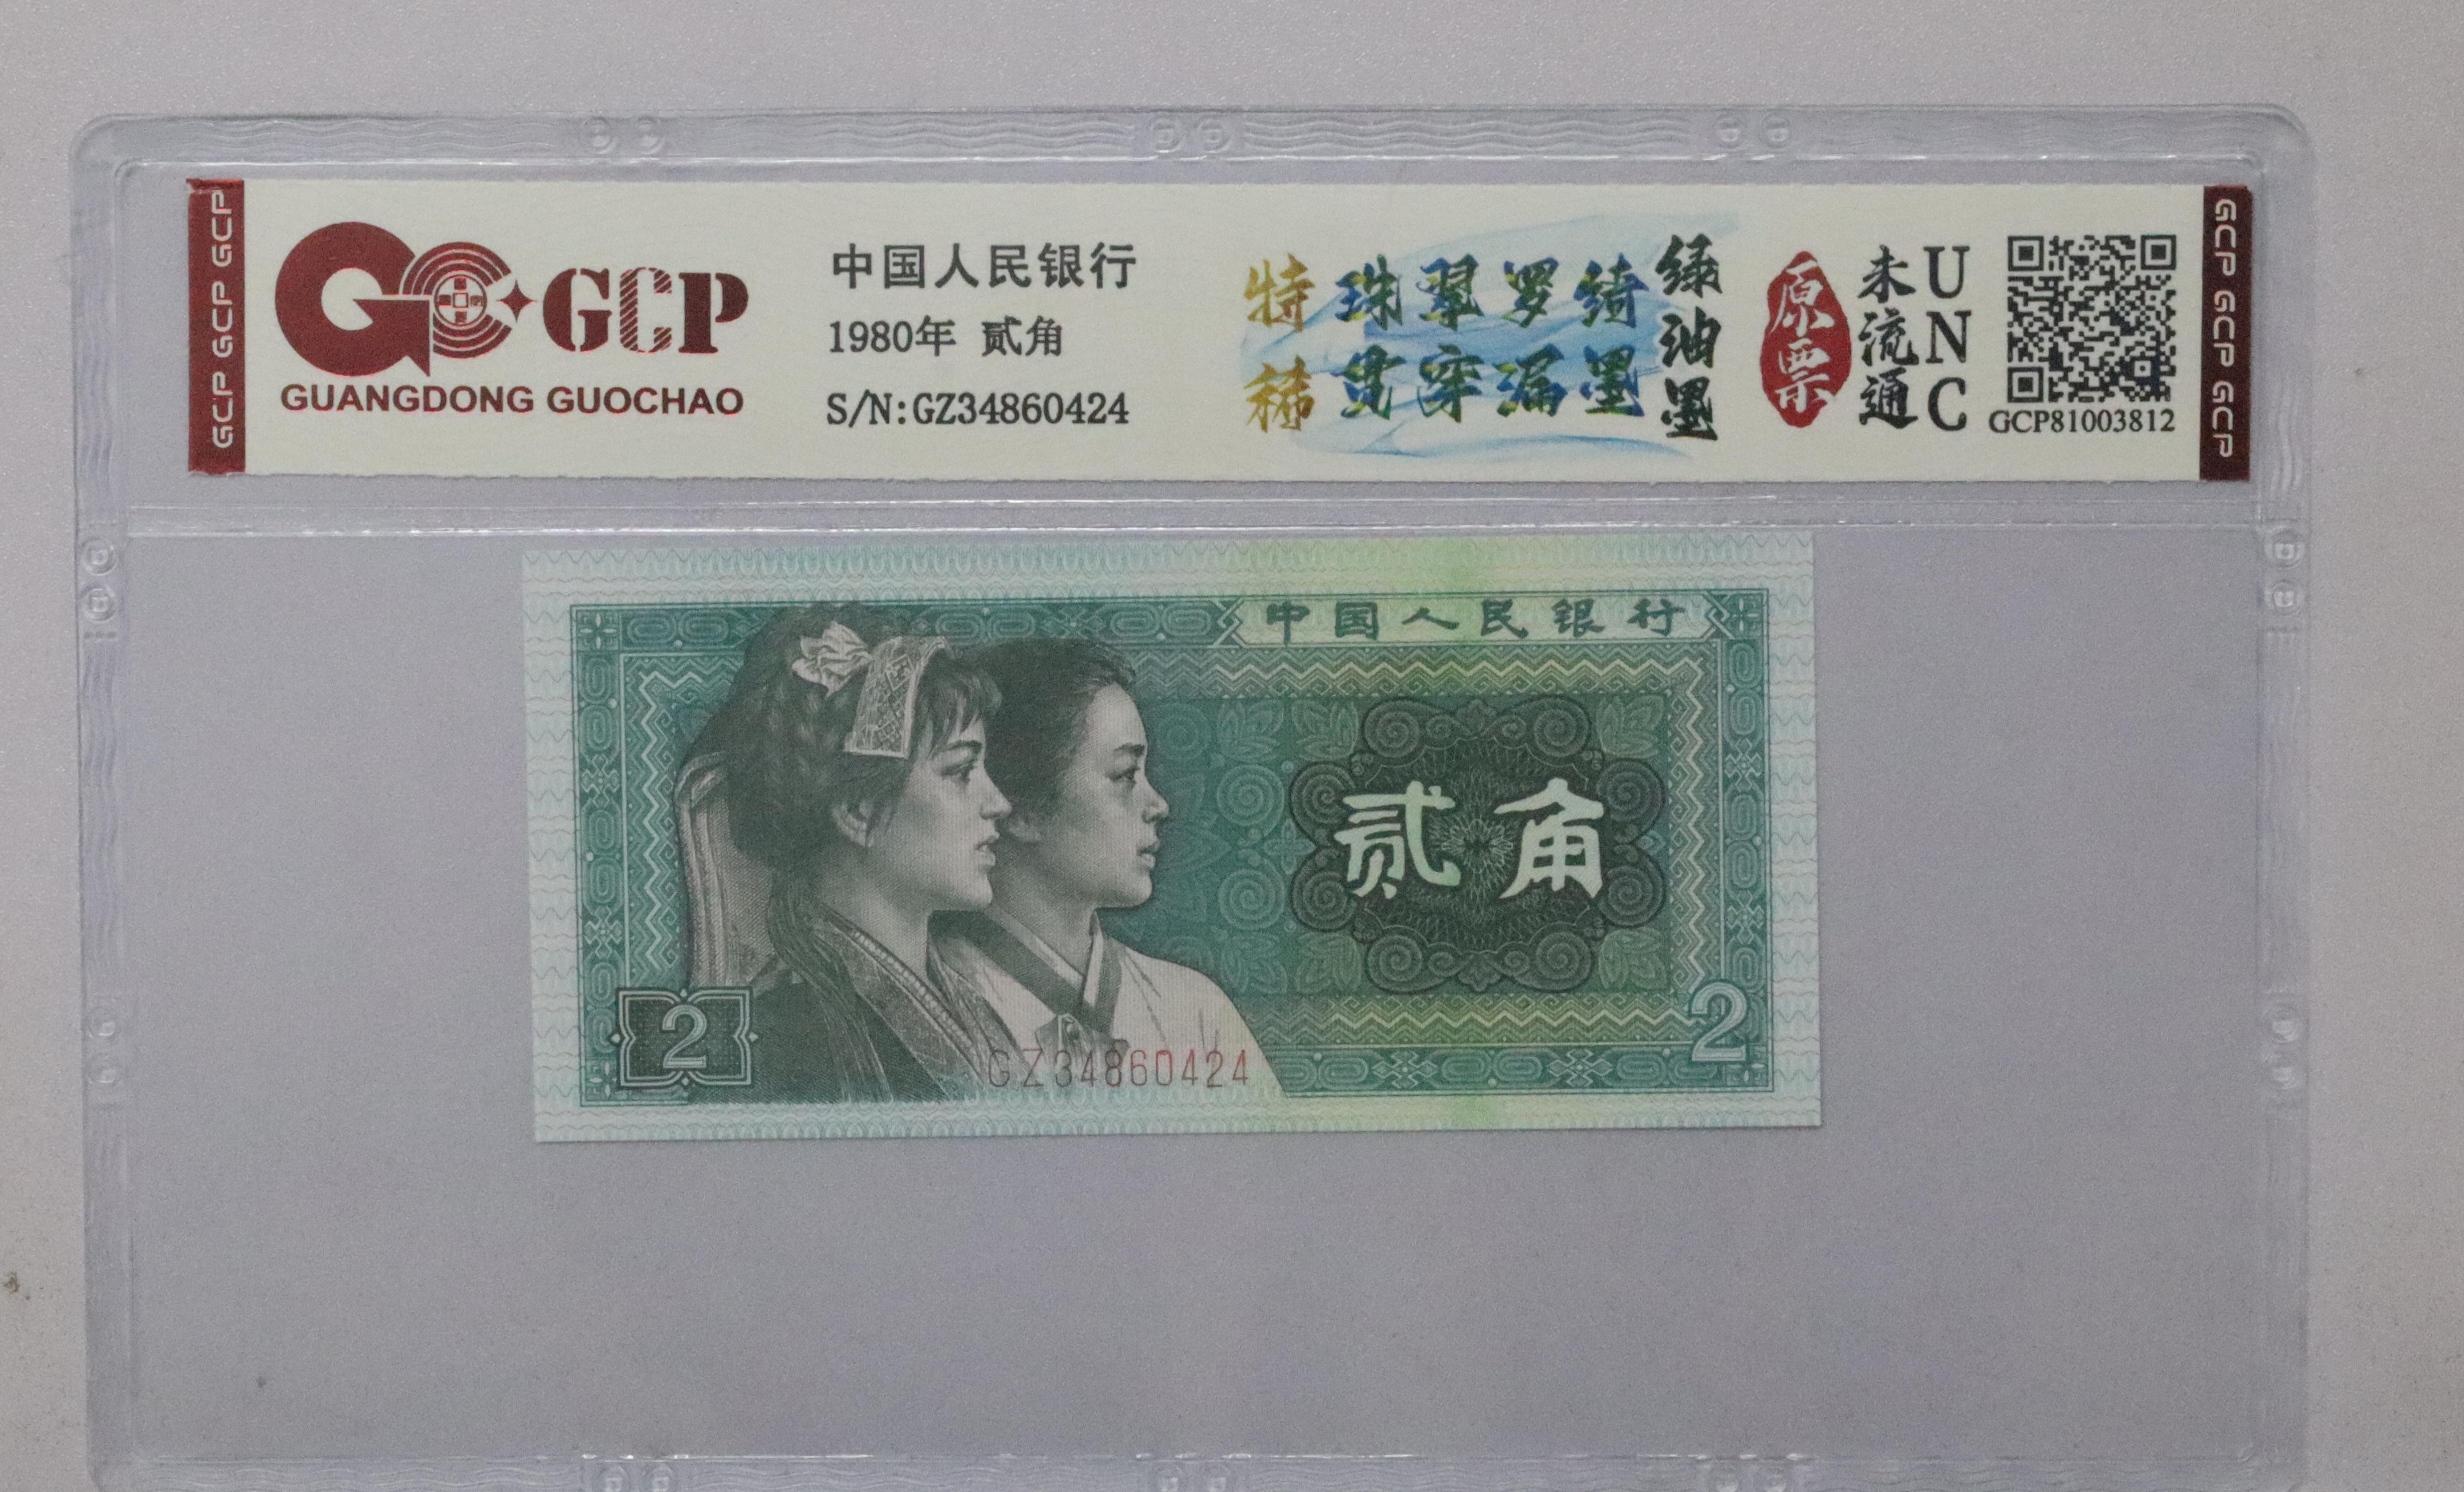 GCP GCP GCP
GCP
GUANGDONG GUOCHAO
中国人民银行
1980年 贰角
S/N:GZ34860424
特稀
珠翠罗绮
贯穿漏墨
绿油墨
原票
未流通
UNC
GCP81003812
GCP GCP GCP
中国人民银行
贰角
2
GZ34860424
2